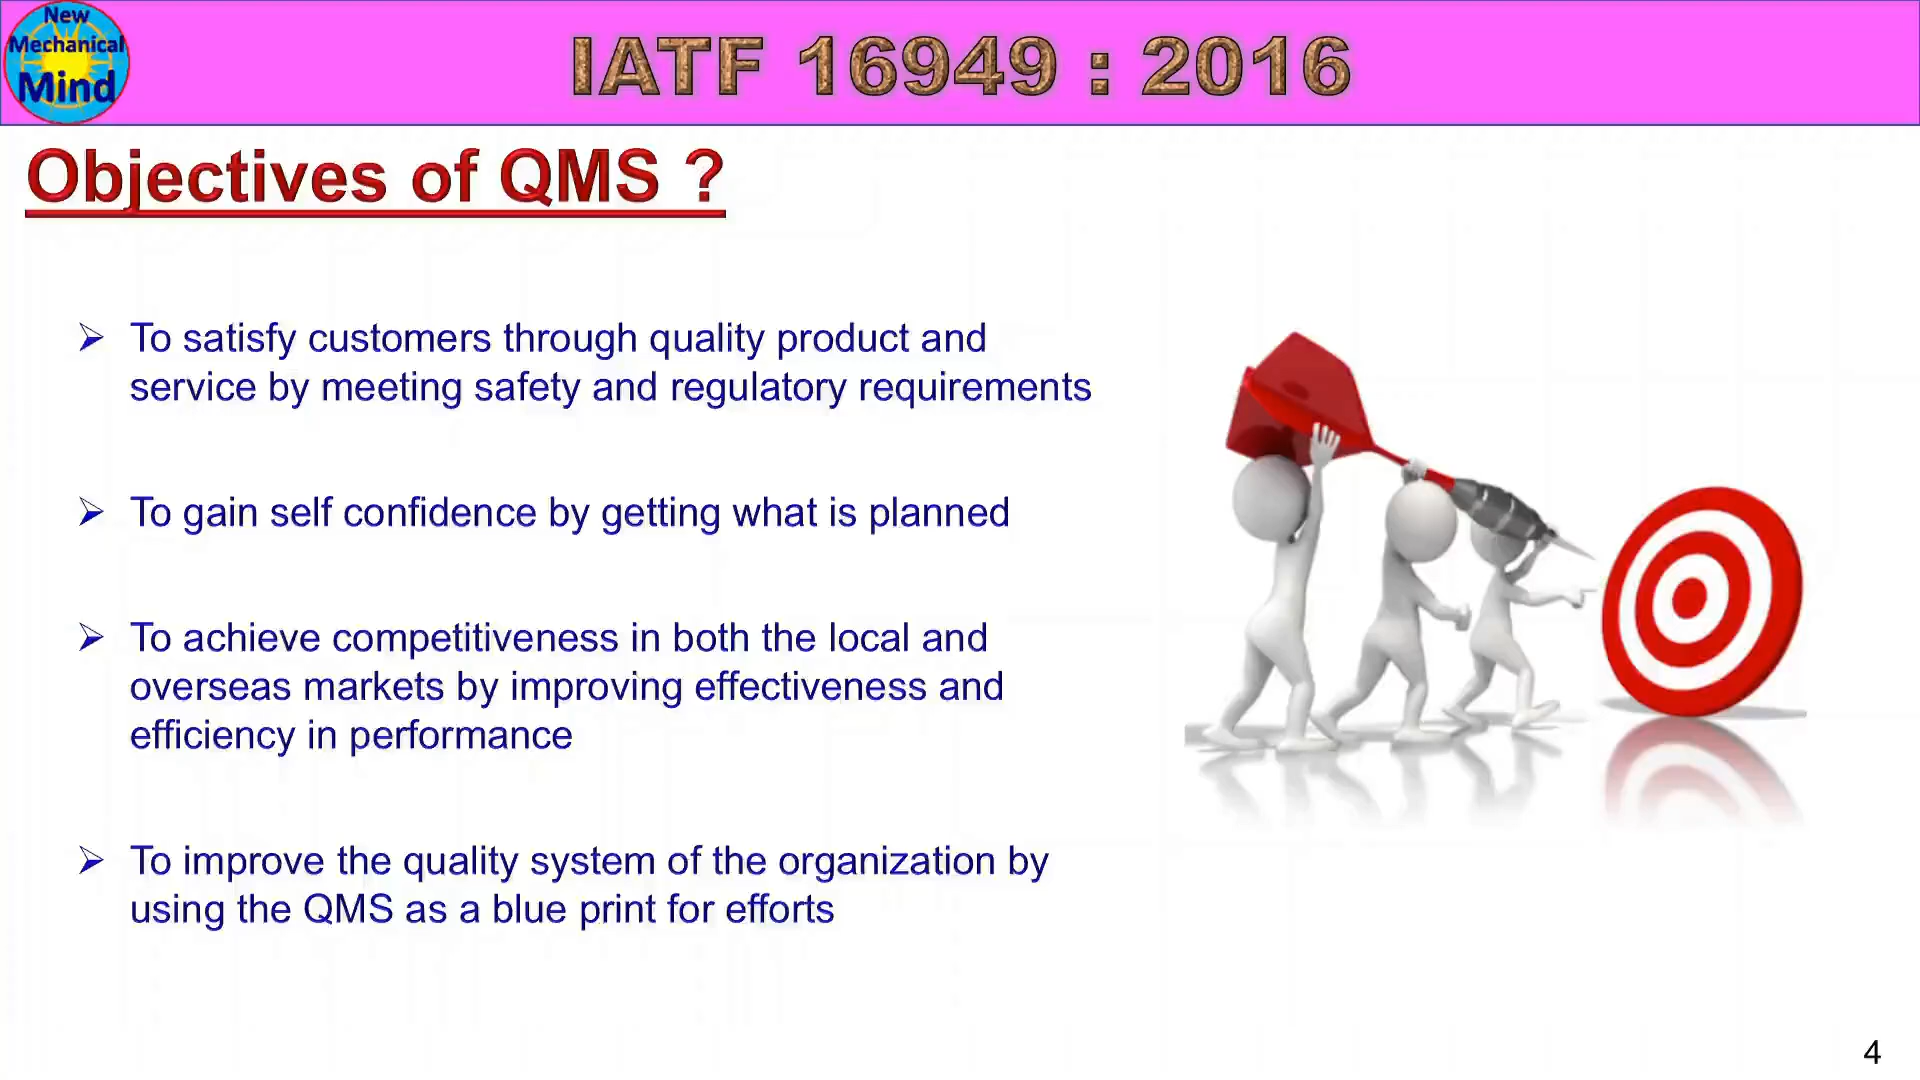 New
Mechanical
Mind
IATF 16949 : 2016
Objectives of QMS ?
To satisfy customers through quality product and
service by meeting safety and regulatory requirements
To gain self confidence by getting what is planned
To achieve competitiveness in both the local and
overseas markets by improving effectiveness and
efficiency in performance
To improve the quality system of the organization by
using the QMS as a blue print for efforts
4